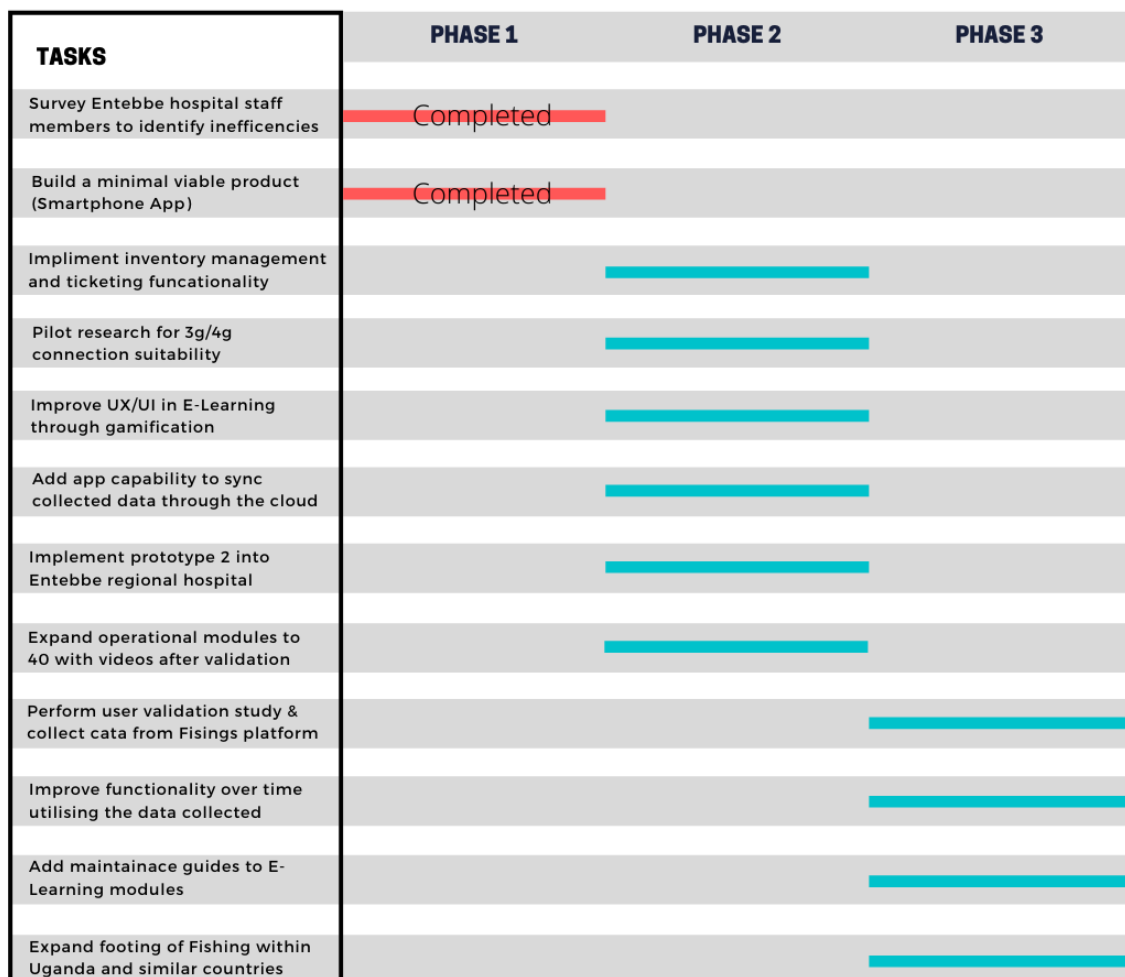 TASKS
PHASE 1
PHASE 2
PHASE 3
Survey Entebbe hospital staff
members to identify inefficencies
Completed
Build a minimal viable product
(Smartphone App)
Completed
Impliment inventory management
and ticketing funcationality
Pilot research for 3g/4g
connection suitability
Improve UX/UI in E-Learning
through gamification
Add app capability to sync
collected data through the cloud
Implement prototype 2 into
Entebbe regional hospital
Expand operational modules to
40 with videos after validation
Perform user validation study &
collect cata from Fisings platform
Improve functionality over time
utilising the data collected
Add maintainace guides to E-
Learning modules
Expand footing of Fishing within
Uganda and similar countries